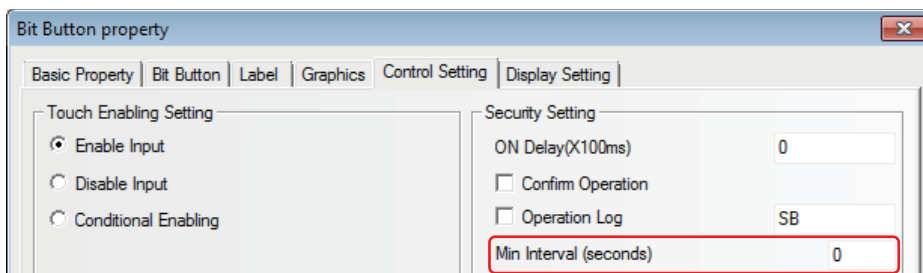 Bit Button property
Basic Property Bit Button Label Graphics Control Setting Display Setting
Touch Enabling Setting
Enable Input
Disable Input
Conditional Enabling
Security Setting
ON Delay(X100ms) 0
Confirm Operation
Operation Log SB
Min Interval (seconds) 0